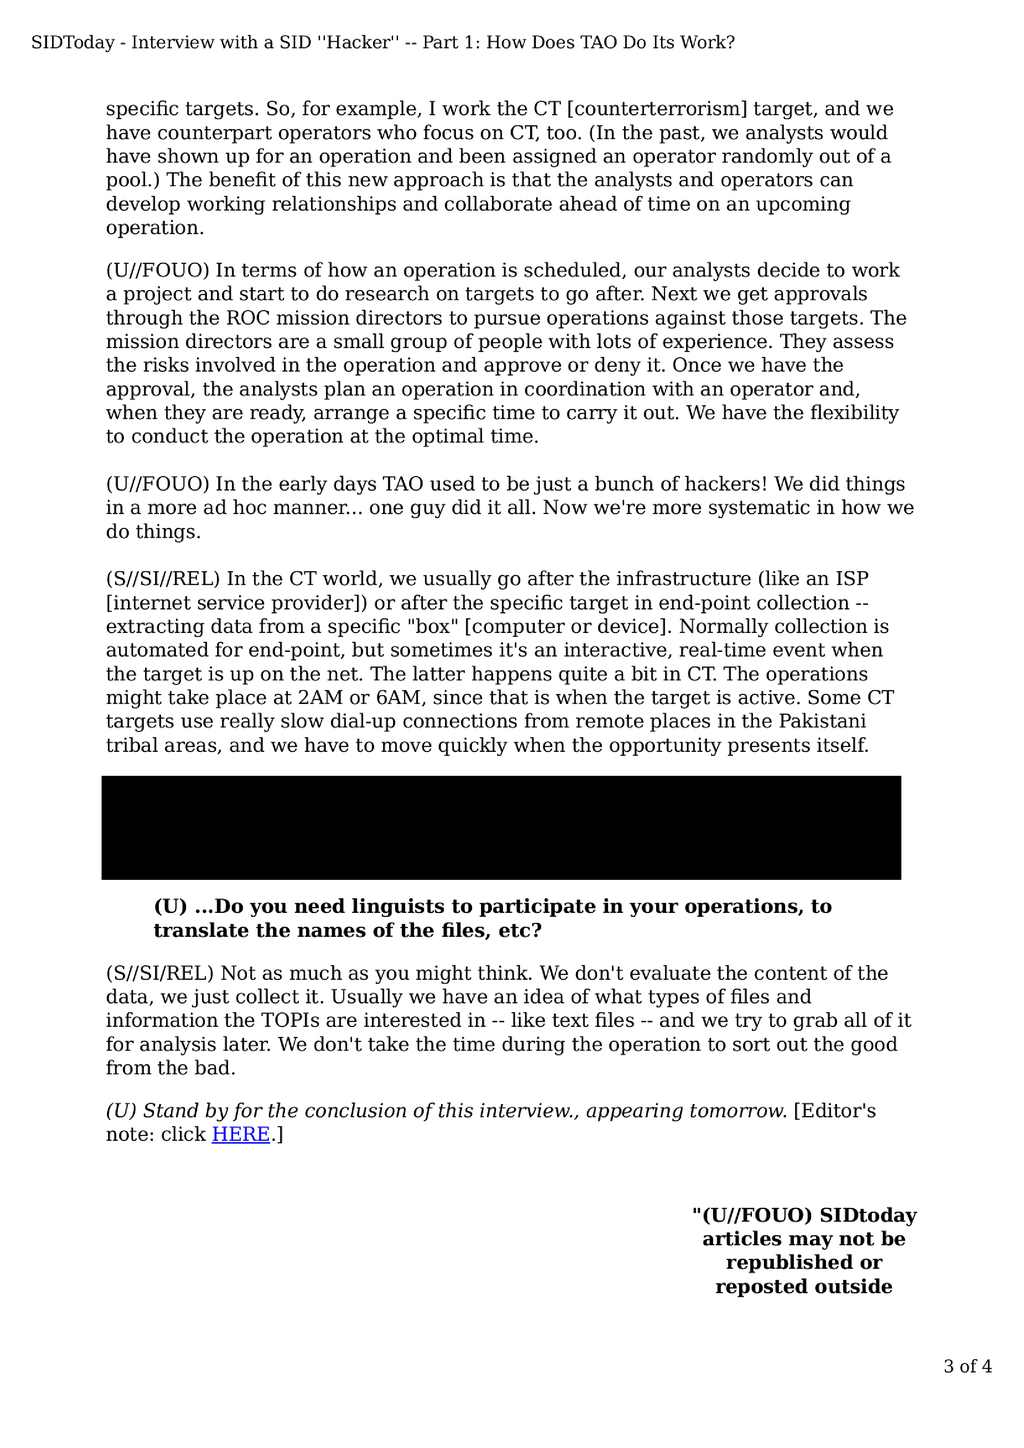 SIDToday - Interview with a SID ''Hacker'' -- Part 1: How Does TAO Do Its Work?
specific targets. So, for example, I work the CT [counterterrorism] target, and we
have counterpart operators who focus on CT, too. (In the past, we analysts would
have shown up for an operation and been assigned an operator randomly out of a
pool.) The benefit of this new approach is that the analysts and operators can
develop working relationships and collaborate ahead of time on an upcoming
operation.
(U//FOUO) In terms of how an operation is scheduled, our analysts decide to work
a project and start to do research on targets to go after. Next we get approvals
through the ROC mission directors to pursue operations against those targets. The
mission directors are a small group of people with lots of experience. They assess
the risks involved in the operation and approve or deny it. Once we have the
approval, the analysts plan an operation in coordination with an operator and,
when they are ready, arrange a specific time to carry it out. We have the flexibility
to conduct the operation at the optimal time.
(U//FOUO) In the early days TAO used to be just a bunch of hackers! We did things
in a more ad hoc manner... one guy did it all. Now we're more systematic in how we
do things.
(S//SI//REL) In the CT world, we usually go after the infrastructure (like an ISP
[internet service provider]) or after the specific target in end-point collection --
extracting data from a specific "box" [computer or device]. Normally collection is
automated for end-point, but sometimes it's an interactive, real-time event when
the target is up on the net. The latter happens quite a bit in CT. The operations
might take place at 2AM or 6AM, since that is when the target is active. Some CT
targets use really slow dial-up connections from remote places in the Pakistani
tribal areas, and we have to move quickly when the opportunity presents itself.
(U) ...Do you need linguists to participate in your operations, to
translate the names of the files, etc?
(S//SI/REL) Not as much as you might think. We don't evaluate the content of the
data, we just collect it. Usually we have an idea of what types of files and
information the TOPIs are interested in -- like text files -- and we try to grab all of it
for analysis later. We don't take the time during the operation to sort out the good
from the bad.
(U) Stand by for the conclusion of this interview., appearing tomorrow. [Editor's
note: click HERE.]
"(U//FOUO) SIDtoday
articles may not be
republished or
reposted outside
3 of 4